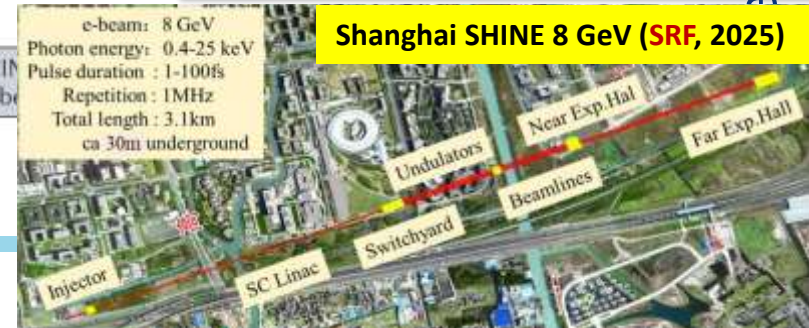 e-beam: 8 GeV
Photon energy: 0.4-25 keV
Pulse duration : 1-100fs
Repetition : 1MHz
Total length : 3.1km
ca 30m underground
Shanghai SHINE 8 GeV (SRF, 2025)
Near Exp.Hal
Far Exp.Hall
Undulators
Beamlines
Switchyard
SC Linac
Injector